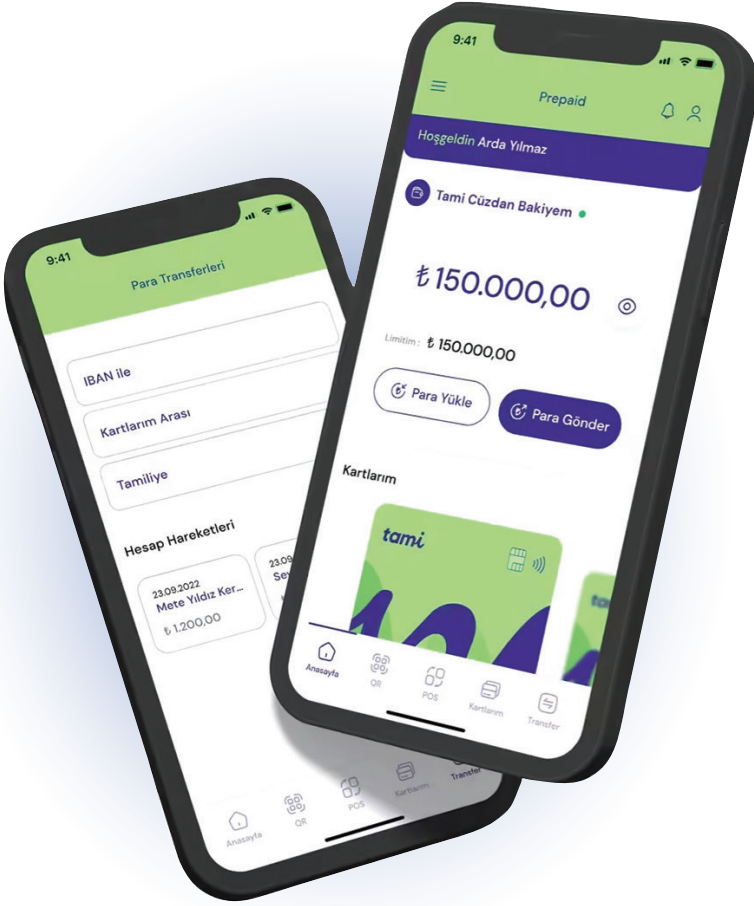 9:41
Prepaid
Hoşgeldin Arda Yılmaz
Tami Cüzdan Bakiyem
₺ 150.000,00
Limitim : ₺ 150.000,00
Para Yükle
Para Gönder
Kartlarım
tami
Anasayfa
QR
POS
Kartlarım
Transfer
9:41
Para Transferleri
IBAN ile
Kartlarım Arası
Tamiliye
Hesap Hareketleri
23.09.2022
Mete Yıldız Ker...
₺ 1.200,00
23.09
Anasayfa
QR
POS
Kartlarım
Transfer